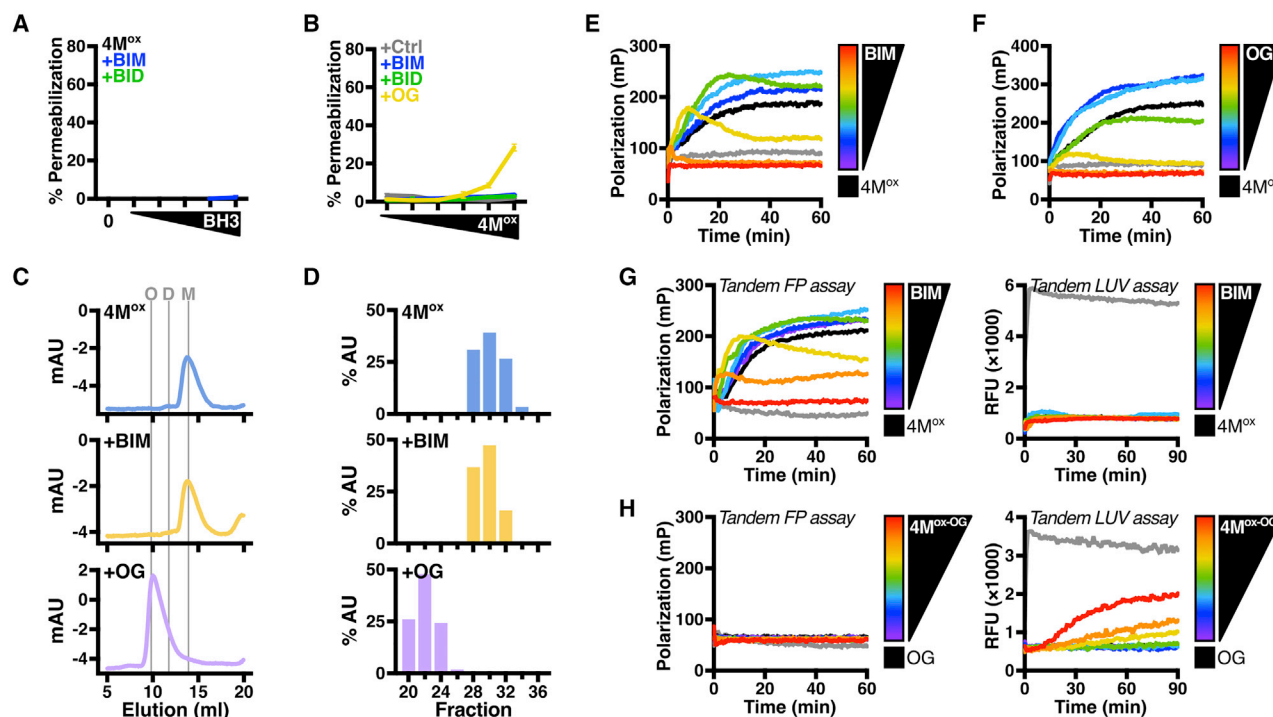 A
% Permeabilization
80
60
40
20
0
4Mᵒˣ
+BIM
+BID
0
BH3
B
% Permeabilization
80
60
40
20
0
+Ctrl
+BIM
+BID
+OG
4Mᵒˣ
C
O D M
4Mᵒˣ
mAU
0
-2
-4
+BIM
mAU
0
-2
-4
+OG
mAU
2
0
-2
-4
5 10 15 20
Elution (ml)
D
4Mᵒˣ
% AU
50
25
0
+BIM
% AU
50
25
0
+OG
% AU
50
25
0
20 24 28 32 36
Fraction
E
Polarization (mP)
300
200
100
0
0 20 40 60
Time (min)
BIM
4Mᵒˣ
F
Polarization (mP)
400
300
200
100
0
0 20 40 60
Time (min)
OG
G
Tandem FP assay
Polarization (mP)
300
200
100
0
0 20 40 60
Time (min)
BIM
4Mᵒˣ
Tandem LUV assay
RFU (×1000)
6
4
2
0
0 30 60 90
Time (min)
BIM
4Mᵒˣ
H
Tandem FP assay
Polarization (mP)
300
200
100
0
0 20 40 60
Time (min)
4Mᵒˣ⁻ᴼᴳ
OG
Tandem LUV assay
RFU (×1000)
4
3
2
1
0
0 30 60 90
Time (min)
4Mᵒˣ⁻ᴼᴳ
OG